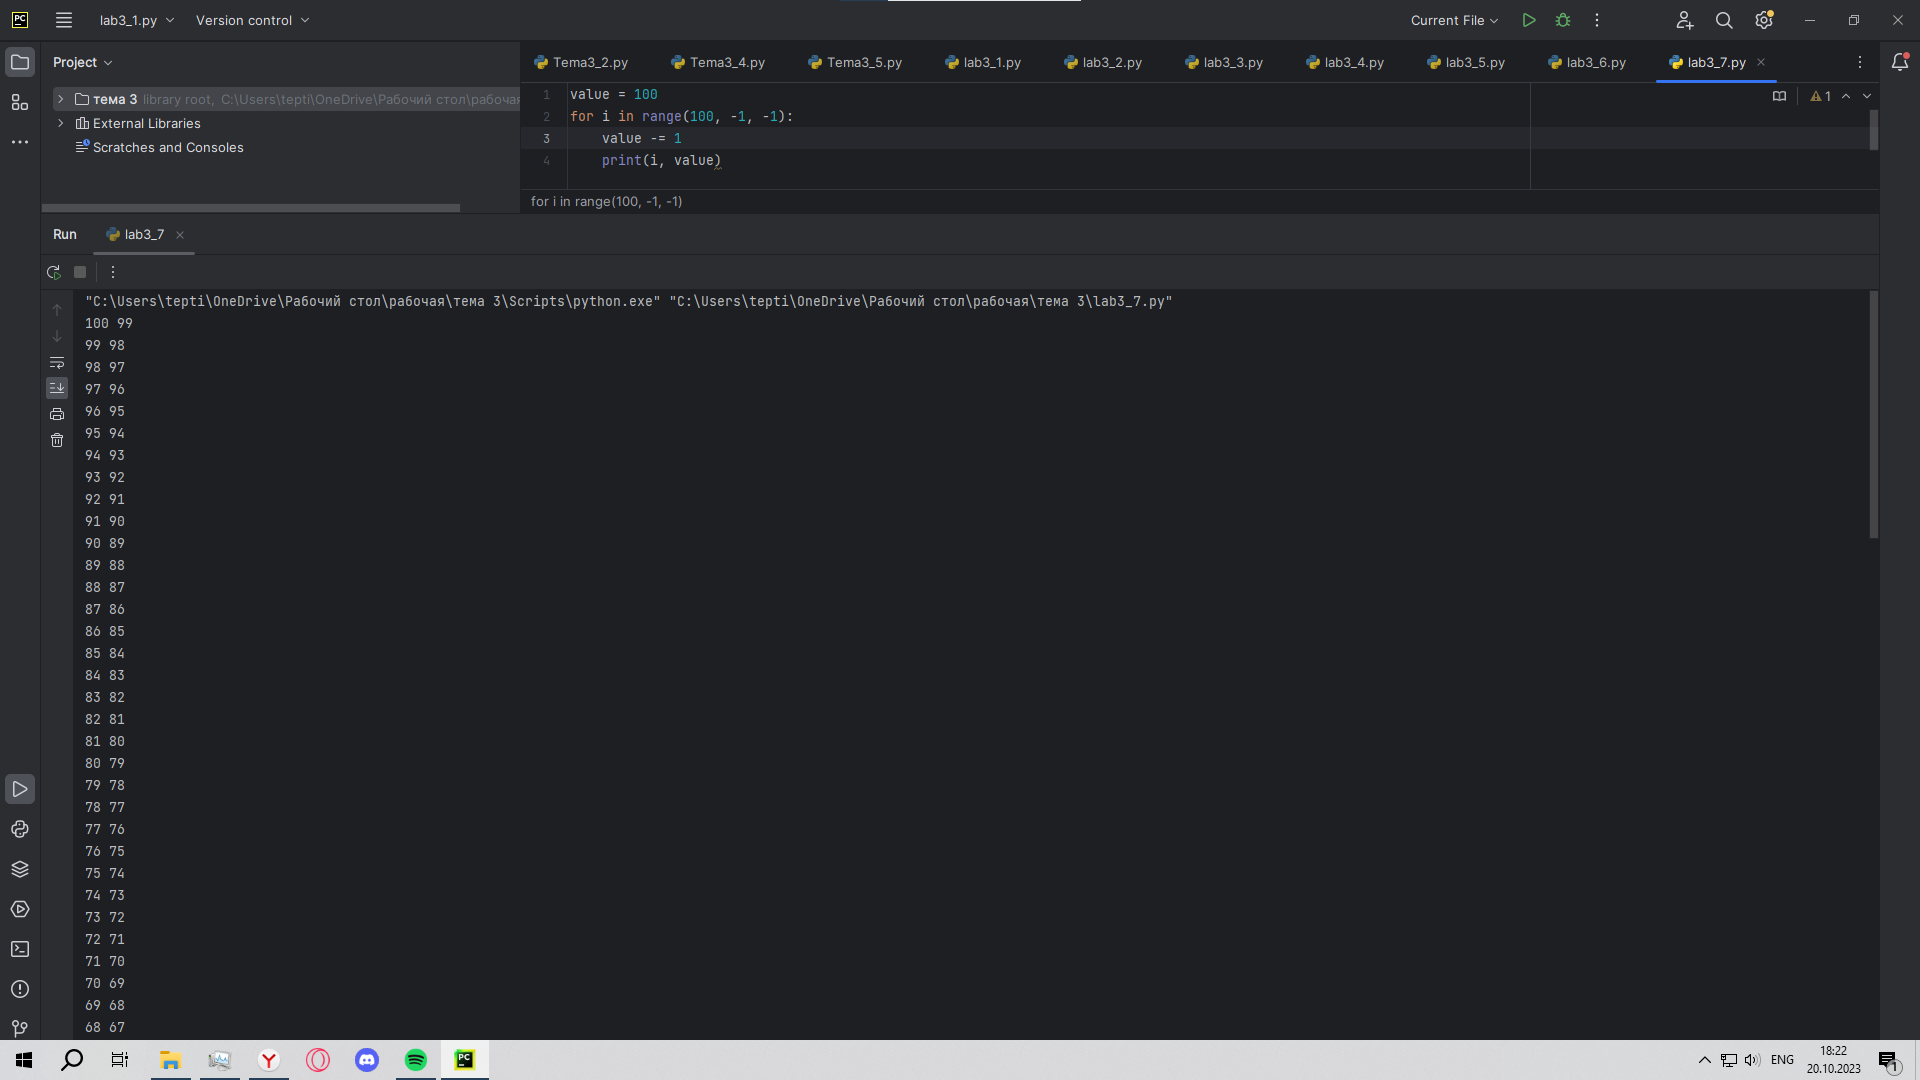 PC lab3_1.py Version control Current File
Project
Тема3_2.py Тема3_4.py Тема3_5.py lab3_1.py lab3_2.py lab3_3.py lab3_4.py lab3_5.py lab3_6.py lab3_7.py
тема 3 library root, C:\Users\tepti\OneDrive\Рабочий стол\рабочая
External Libraries
Scratches and Consoles
1 value = 100
2 for i in range(100, -1, -1):
3 value -= 1
4 print(i, value)
1
for i in range(100, -1, -1)
Run lab3_7
"C:\Users\tepti\OneDrive\Рабочий стол\рабочая\тема 3\Scripts\python.exe" "C:\Users\tepti\OneDrive\Рабочий стол\рабочая\тема 3\lab3_7.py"
100 99
99 98
98 97
97 96
96 95
95 94
94 93
93 92
92 91
91 90
90 89
89 88
88 87
87 86
86 85
85 84
84 83
83 82
82 81
81 80
80 79
79 78
78 77
77 76
76 75
75 74
74 73
73 72
72 71
71 70
70 69
69 68
68 67
PC
ENG
18:22
20.10.2023
1